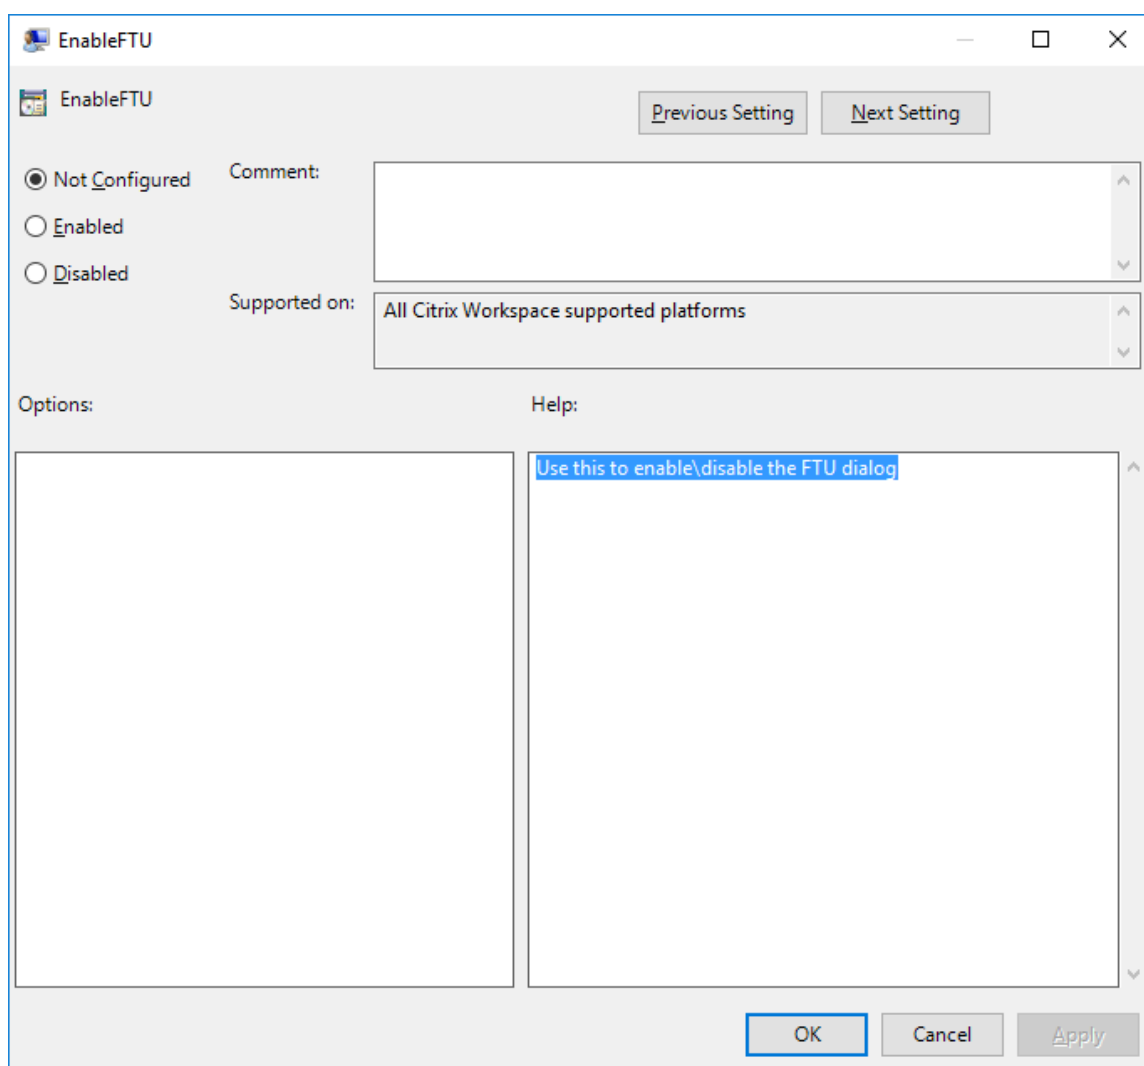 EnableFTU
EnableFTU
Previous Setting
Next Setting
Not Configured
Enabled
Disabled
Comment:
Supported on:
All Citrix Workspace supported platforms
Options:
Help:
Use this to enable\disable the FTU dialog
OK
Cancel
Apply